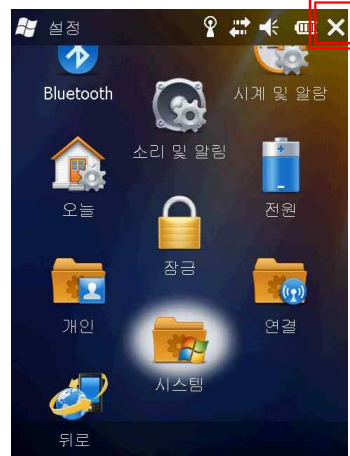 설정
Bluetooth
시계 및 알람
소리 및 알림
오늘
전원
잠금
개인
연결
시스템
뒤로